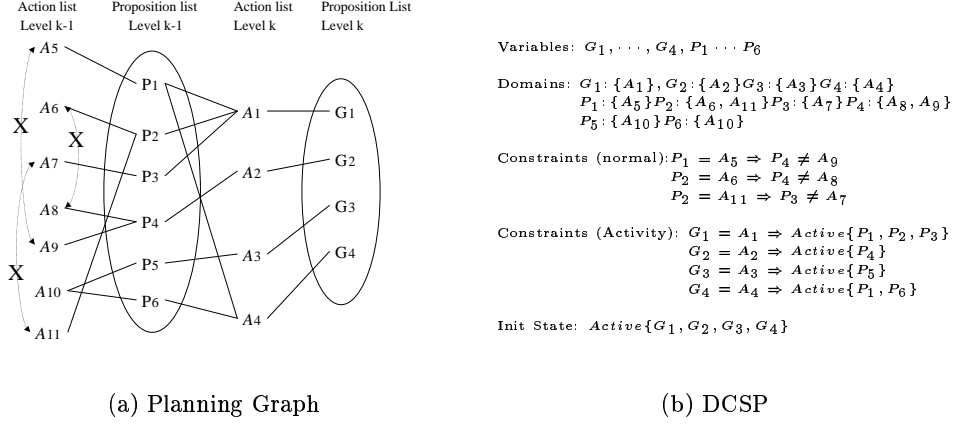 Action list Proposition list Action list Proposition List
Level k-1 Level k-1 Level k Level k
A5
A6
X
X
A7
A8
A9
X
A10
A11
P1
P2
P3
P4
P5
P6
A1
A2
A3
A4
G1
G2
G3
G4
(a) Planning Graph
Variables: G₁, · · · , G₄, P₁ · · · P₆
Domains: G₁: {A₁}, G₂: {A₂}G₃: {A₃}G₄: {A₄}
P₁: {A₅}P₂: {A₆, A₁₁}P₃: {A₇}P₄: {A₈, A₉}
P₅: {A₁₀}P₆: {A₁₀}
Constraints (normal): P₁ = A₅ ⇒ P₄ ≠ A₉
P₂ = A₆ ⇒ P₄ ≠ A₈
P₂ = A₁₁ ⇒ P₃ ≠ A₇
Constraints (Activity): G₁ = A₁ ⇒ Active{P₁, P₂, P₃}
G₂ = A₂ ⇒ Active{P₄}
G₃ = A₃ ⇒ Active{P₅}
G₄ = A₄ ⇒ Active{P₁, P₆}
Init State: Active{G₁, G₂, G₃, G₄}
(b) DCSP